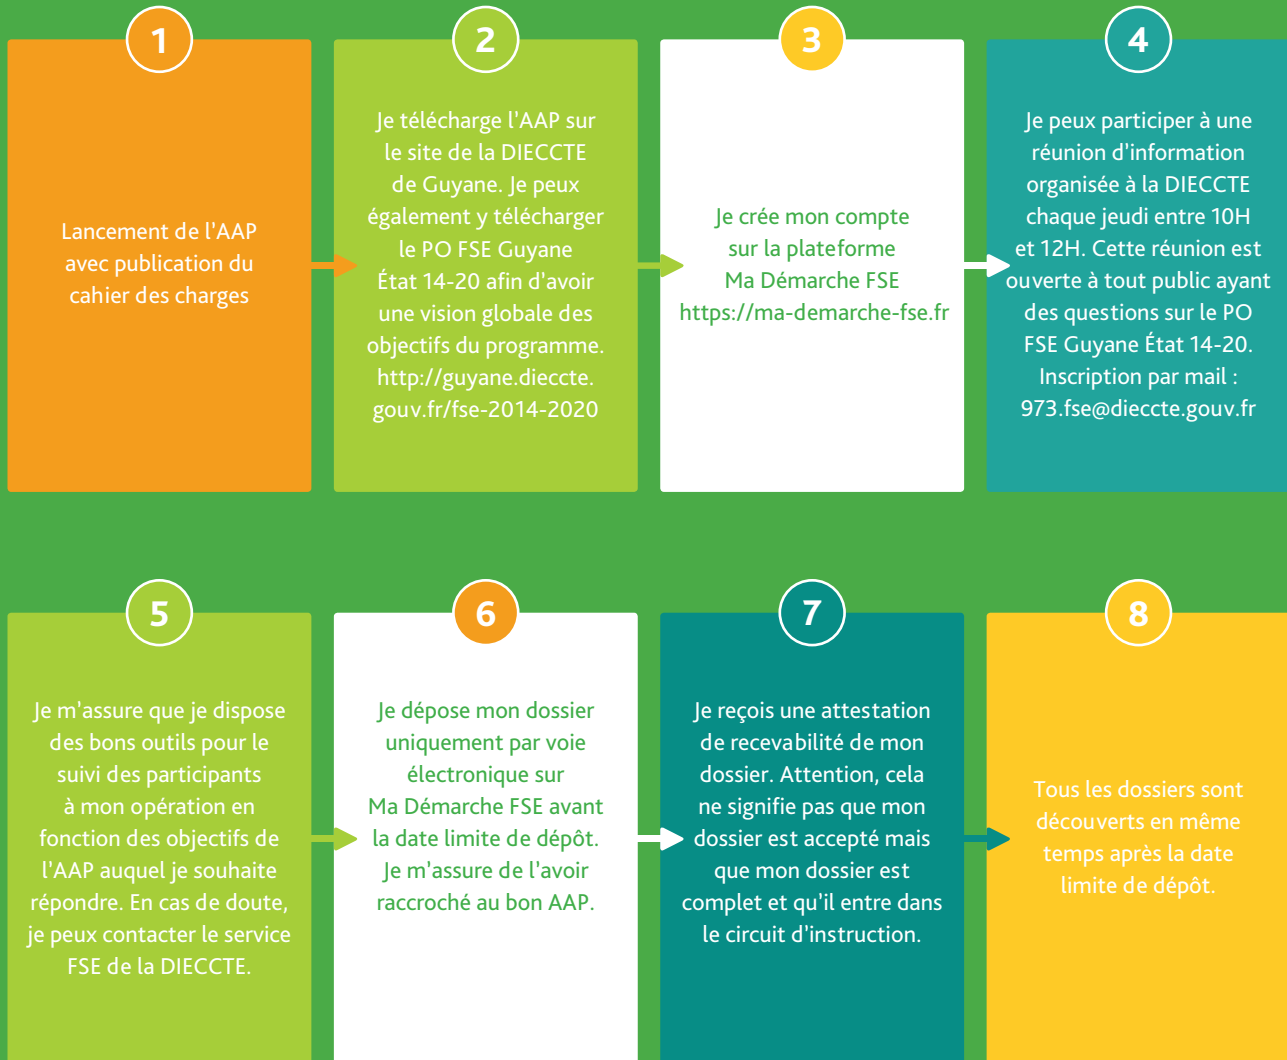 1
Lancement de l'AAP
avec publication du
cahier des charges
2
Je télécharge l'AAP sur
le site de la DIECCTE
de Guyane. Je peux
également y télécharger
le PO FSE Guyane
État 14-20 afin d'avoir
une vision globale des
objectifs du programme.
http://guyane.dieccte.
gouv.fr/fse-2014-2020
3
Je crée mon compte
sur la plateforme
Ma Démarche FSE
https://ma-demarche-fse.fr
4
Je peux participer à une
réunion d'information
organisée à la DIECCTE
chaque jeudi entre 10H
et 12H. Cette réunion est
ouverte à tout public ayant
des questions sur le PO
FSE Guyane État 14-20.
Inscription par mail :
973.fse@dieccte.gouv.fr
5
Je m'assure que je dispose
des bons outils pour le
suivi des participants
à mon opération en
fonction des objectifs de
l'AAP auquel je souhaite
répondre. En cas de doute,
je peux contacter le service
FSE de la DIECCTE.
6
Je dépose mon dossier
uniquement par voie
électronique sur
Ma Démarche FSE avant
la date limite de dépôt.
Je m'assure de l'avoir
raccroché au bon AAP.
7
Je reçois une attestation
de recevabilité de mon
dossier. Attention, cela
ne signifie pas que mon
dossier est accepté mais
que mon dossier est
complet et qu'il entre dans
le circuit d'instruction.
8
Tous les dossiers sont
découverts en même
temps après la date
limite de dépôt.